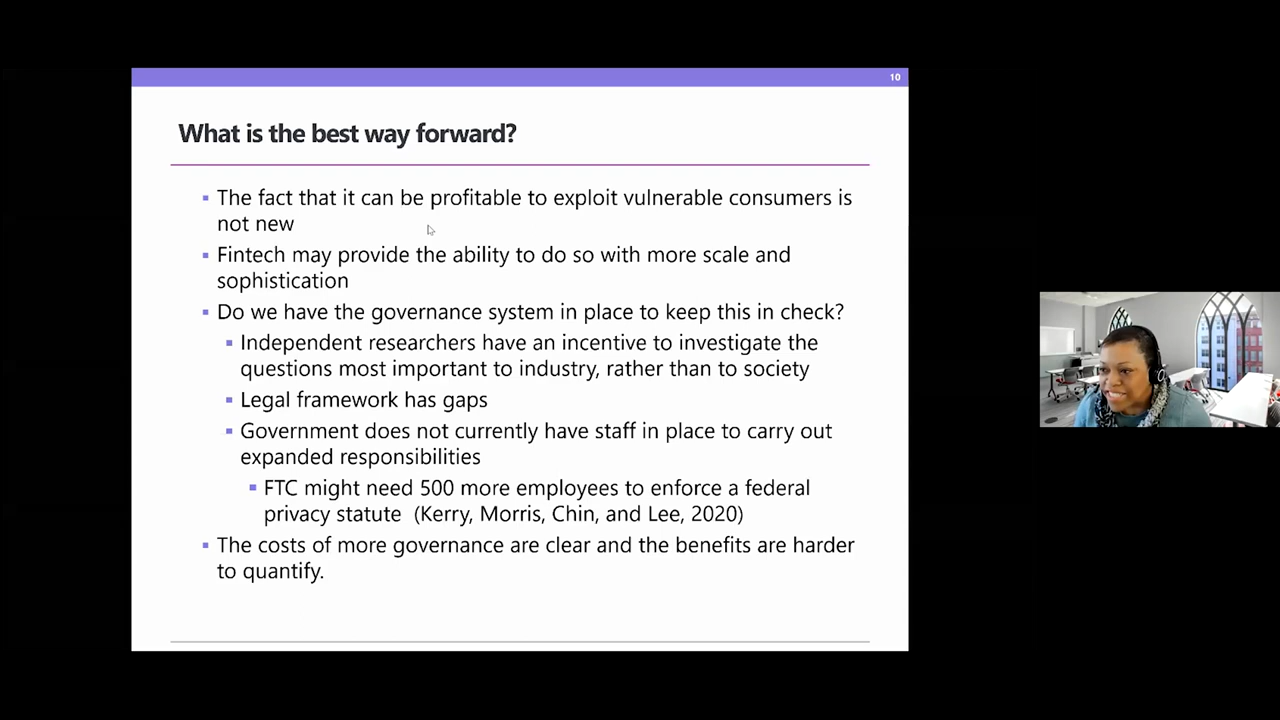 10
What is the best way forward?
The fact that it can be profitable to exploit vulnerable consumers is
not new
Fintech may provide the ability to do so with more scale and
sophistication
Do we have the governance system in place to keep this in check?
Independent researchers have an incentive to investigate the
questions most important to industry, rather than to society
Legal framework has gaps
Government does not currently have staff in place to carry out
expanded responsibilities
FTC might need 500 more employees to enforce a federal
privacy statute (Kerry, Morris, Chin, and Lee, 2020)
The costs of more governance are clear and the benefits are harder
to quantify.